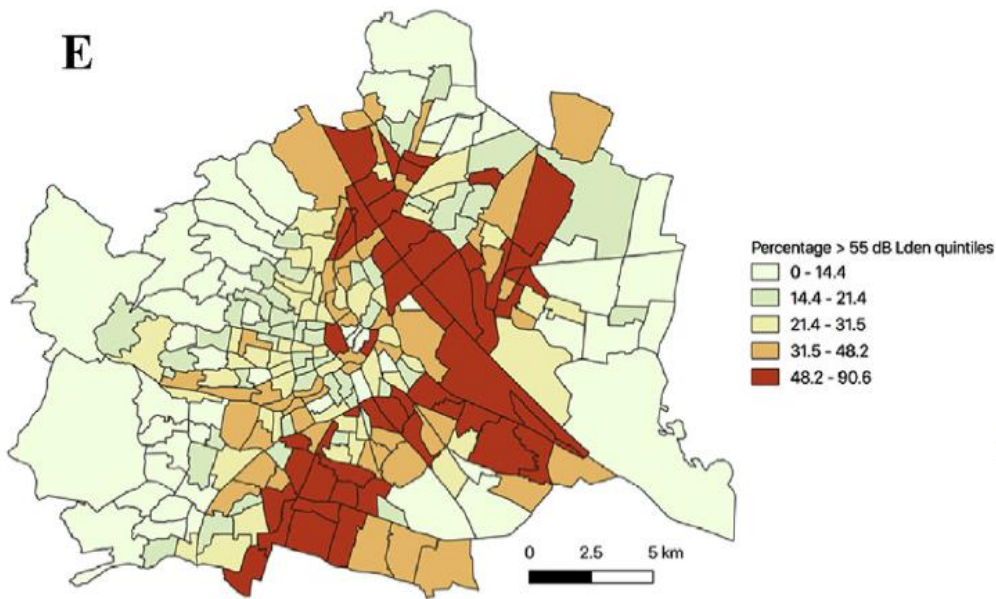 E
Percentage > 55 dB Lden quintiles
0 - 14.4
14.4 - 21.4
21.4 - 31.5
31.5 - 48.2
48.2 - 90.6
0 2.5 5 km